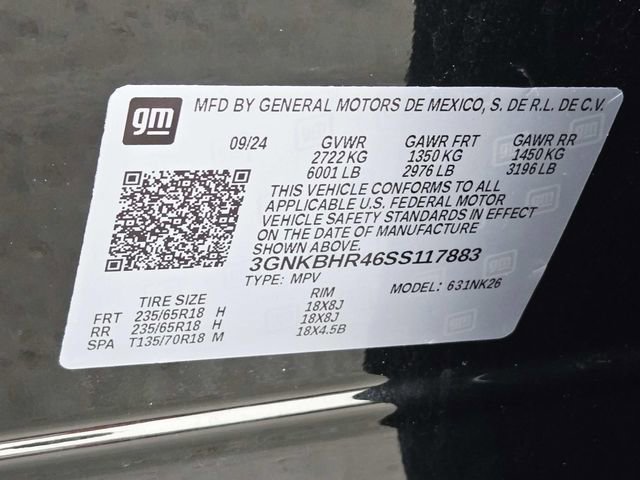 gm MFD BY GENERAL MOTORS DE MEXICO, S. DE R.L. DE C.V.
09/24 GVWR GAWR FRT GAWR RR
2722 KG 1350 KG 1450 KG
6001 LB 2976 LB 3196 LB
THIS VEHICLE CONFORMS TO ALL
APPLICABLE U.S. FEDERAL MOTOR
VEHICLE SAFETY STANDARDS IN EFFECT
ON THE DATE OF MANUFACTURE
SHOWN ABOVE.
3GNKBHR46SS117883
TYPE: MPV MODEL: 631NK26
TIRE SIZE RIM
FRT 235/65R18 H 18X8J
RR 235/65R18 H 18X8J
SPA T135/70R18 M 18X4.5B